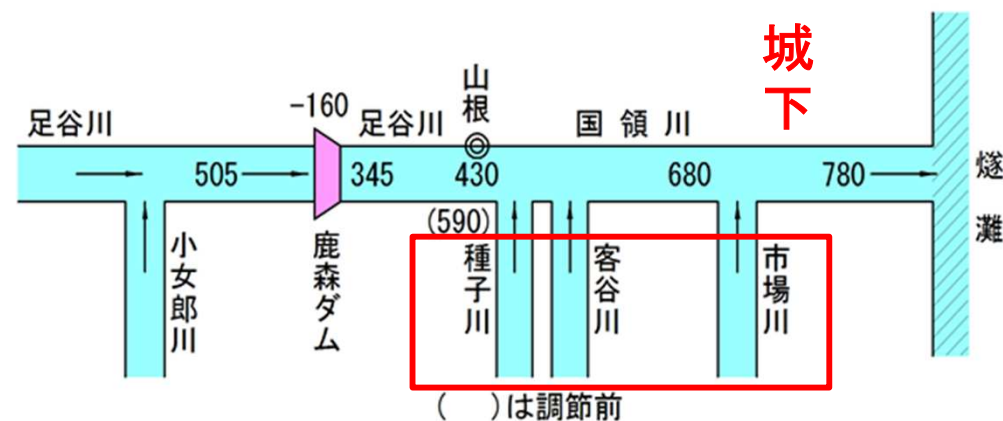 城下
-160
山根
足谷川
足谷川
国領川
505
345
430
680
780
燧灘
(590)
小女郎川
鹿森ダム
種子川
客谷川
市場川
(　)は調節前